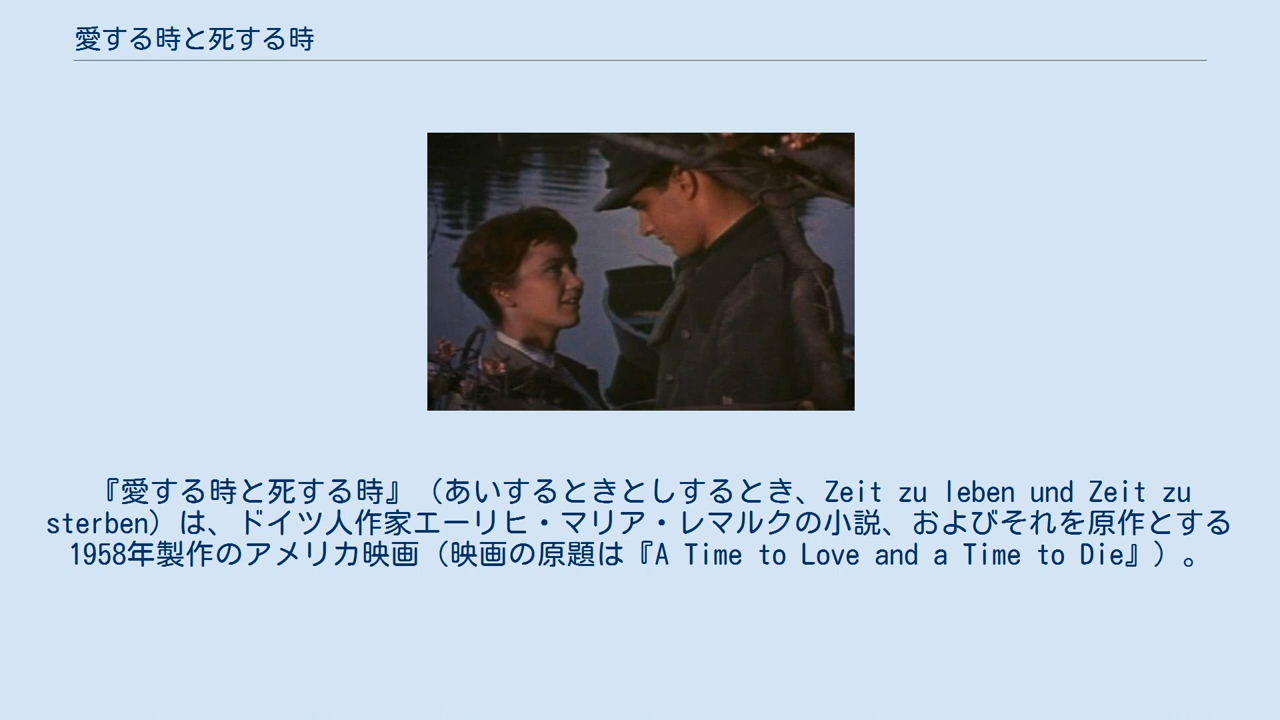 愛する時と死する時
『愛する時と死する時』（あいするときとしするとき、Zeit zu leben und Zeit zu
sterben）は、ドイツ人作家エーリヒ・マリア・レマルクの小説、およびそれを原作とする
1958年製作のアメリカ映画（映画の原題は『A Time to Love and a Time to Die』）。